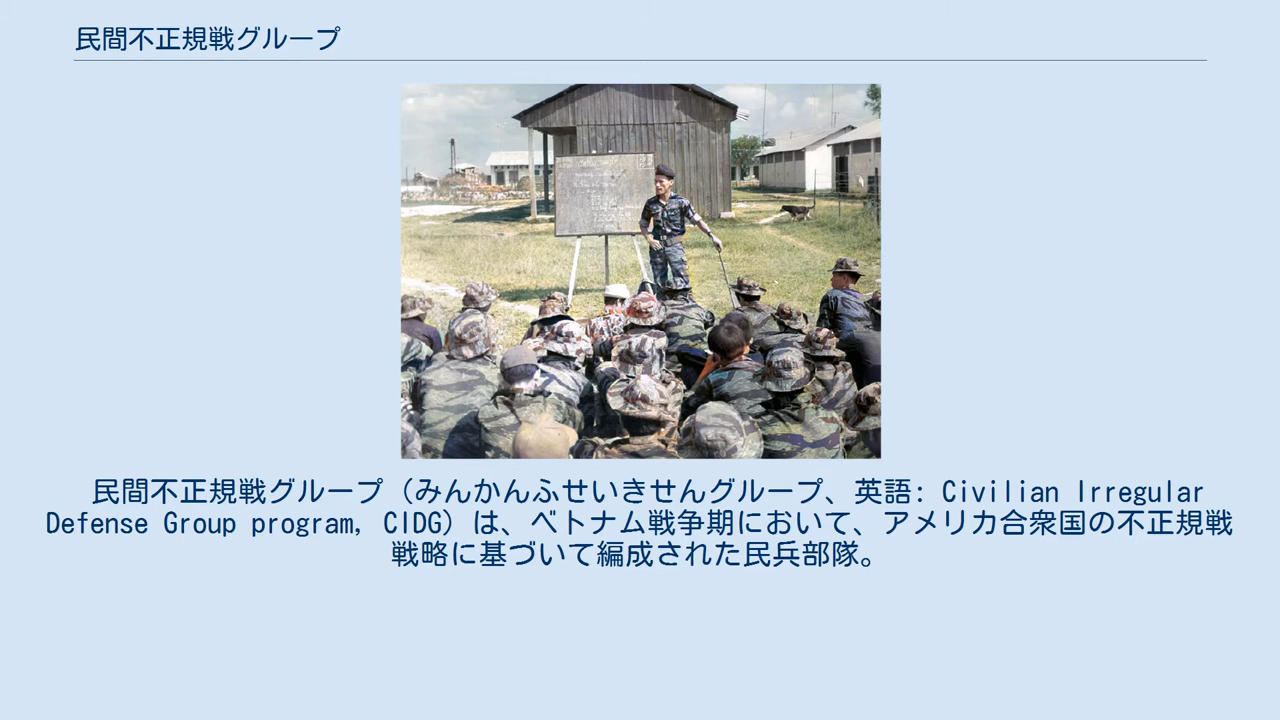 民間不正規戦グループ
民間不正規戦グループ（みんかんふせいきせんグループ、英語: Civilian Irregular
Defense Group program, CIDG）は、ベトナム戦争期において、アメリカ合衆国の不正規戦
戦略に基づいて編成された民兵部隊。